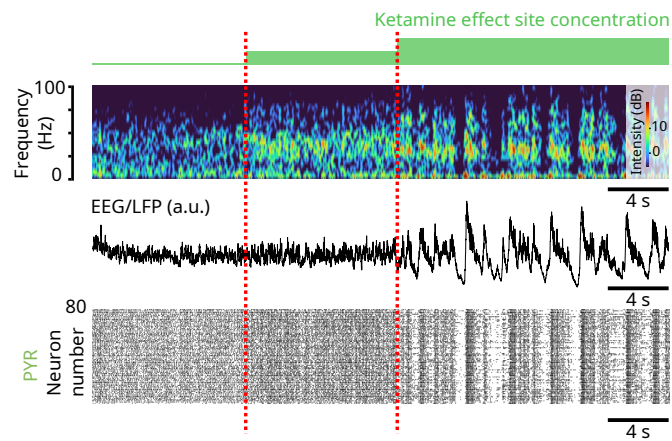 Ketamine effect site concentration
100
Frequency
(Hz)
0
Intensity (dB)
10
0
4 s
EEG/LFP (a.u.)
4 s
80
PYR
Neuron
number
4 s